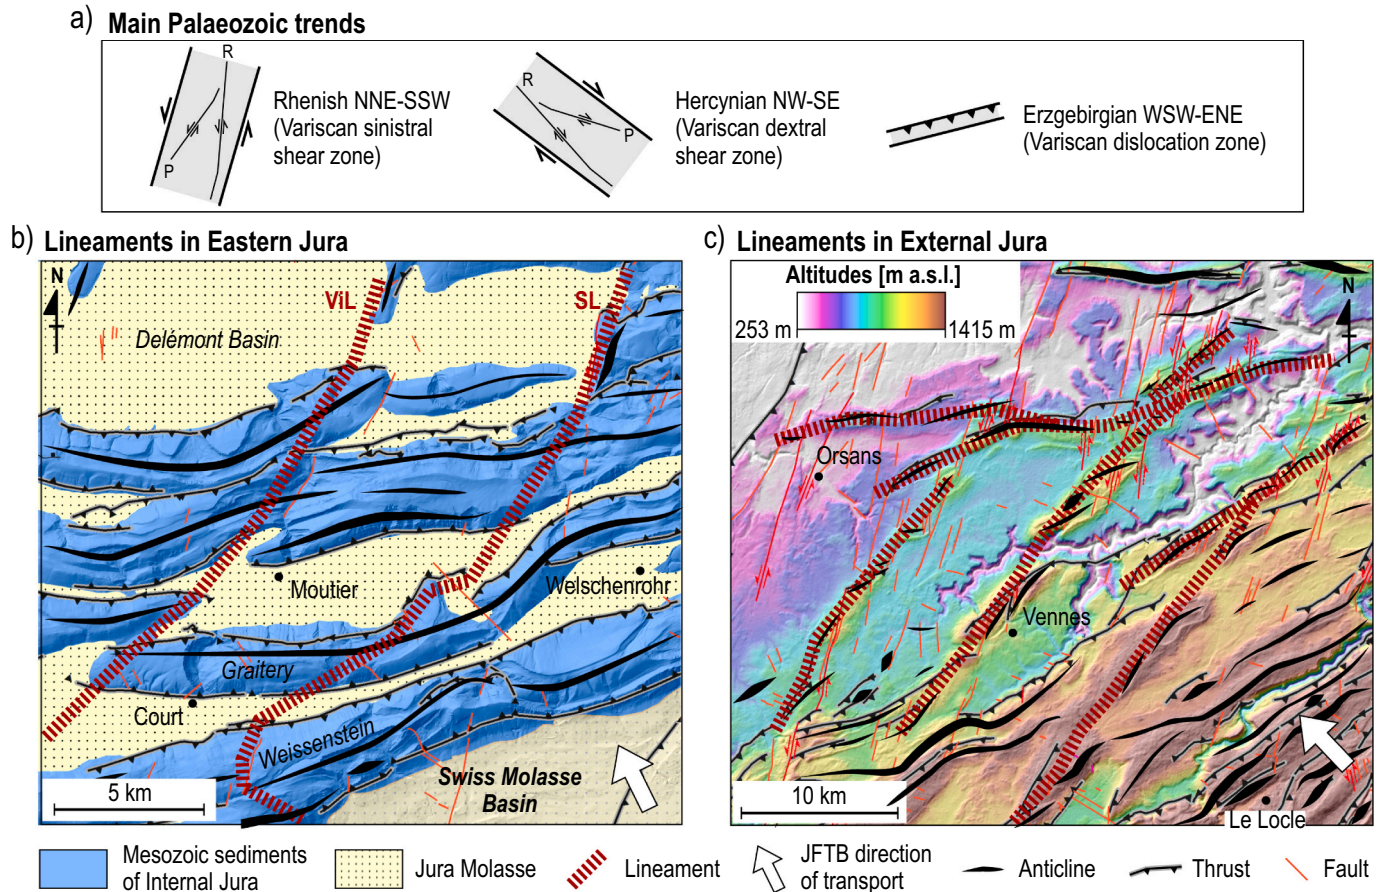 a) Main Palaeozoic trends
R
P
Rhenish NNE-SSW
(Variscan sinistral
shear zone)
R
P
Hercynian NW-SE
(Variscan dextral
shear zone)
Erzgebirgian WSW-ENE
(Variscan dislocation zone)
b) Lineaments in Eastern Jura
N
ViL
SL
Delémont Basin
Moutier
Welschenrohr
Graitery
Court
Weissenstein
Swiss Molasse
Basin
5 km
c) Lineaments in External Jura
Altitudes [m a.s.l.]
253 m
1415 m
N
Orsans
Vennes
10 km
Le Locle
Mesozoic sediments
of Internal Jura
Jura Molasse
Lineament
JFTB direction
of transport
Anticline
Thrust
Fault